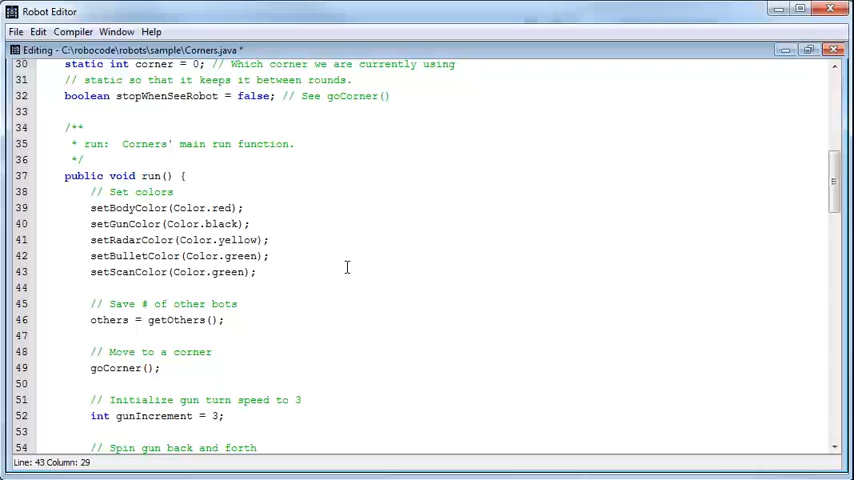 Robot Editor
File Edit Compiler Window Help
Editing - C:\robocode\robots\sample\Corners.java *
30 static int corner = 0; // Which corner we are currently using
31 // static so that it keeps it between rounds.
32 boolean stopWhenSeeRobot = false; // See goCorner()
33
34 /**
35 * run:  Corners' main run function.
36 */
37 public void run() {
38 // Set colors
39 setBodyColor(Color.red);
40 setGunColor(Color.black);
41 setRadarColor(Color.yellow);
42 setBulletColor(Color.green);
43 setScanColor(Color.green);
44
45 // Save # of other bots
46 others = getOthers();
47
48 // Move to a corner
49 goCorner();
50
51 // Initialize gun turn speed to 3
52 int gunIncrement = 3;
53
54 // Spin gun back and forth
Line: 43 Column: 29